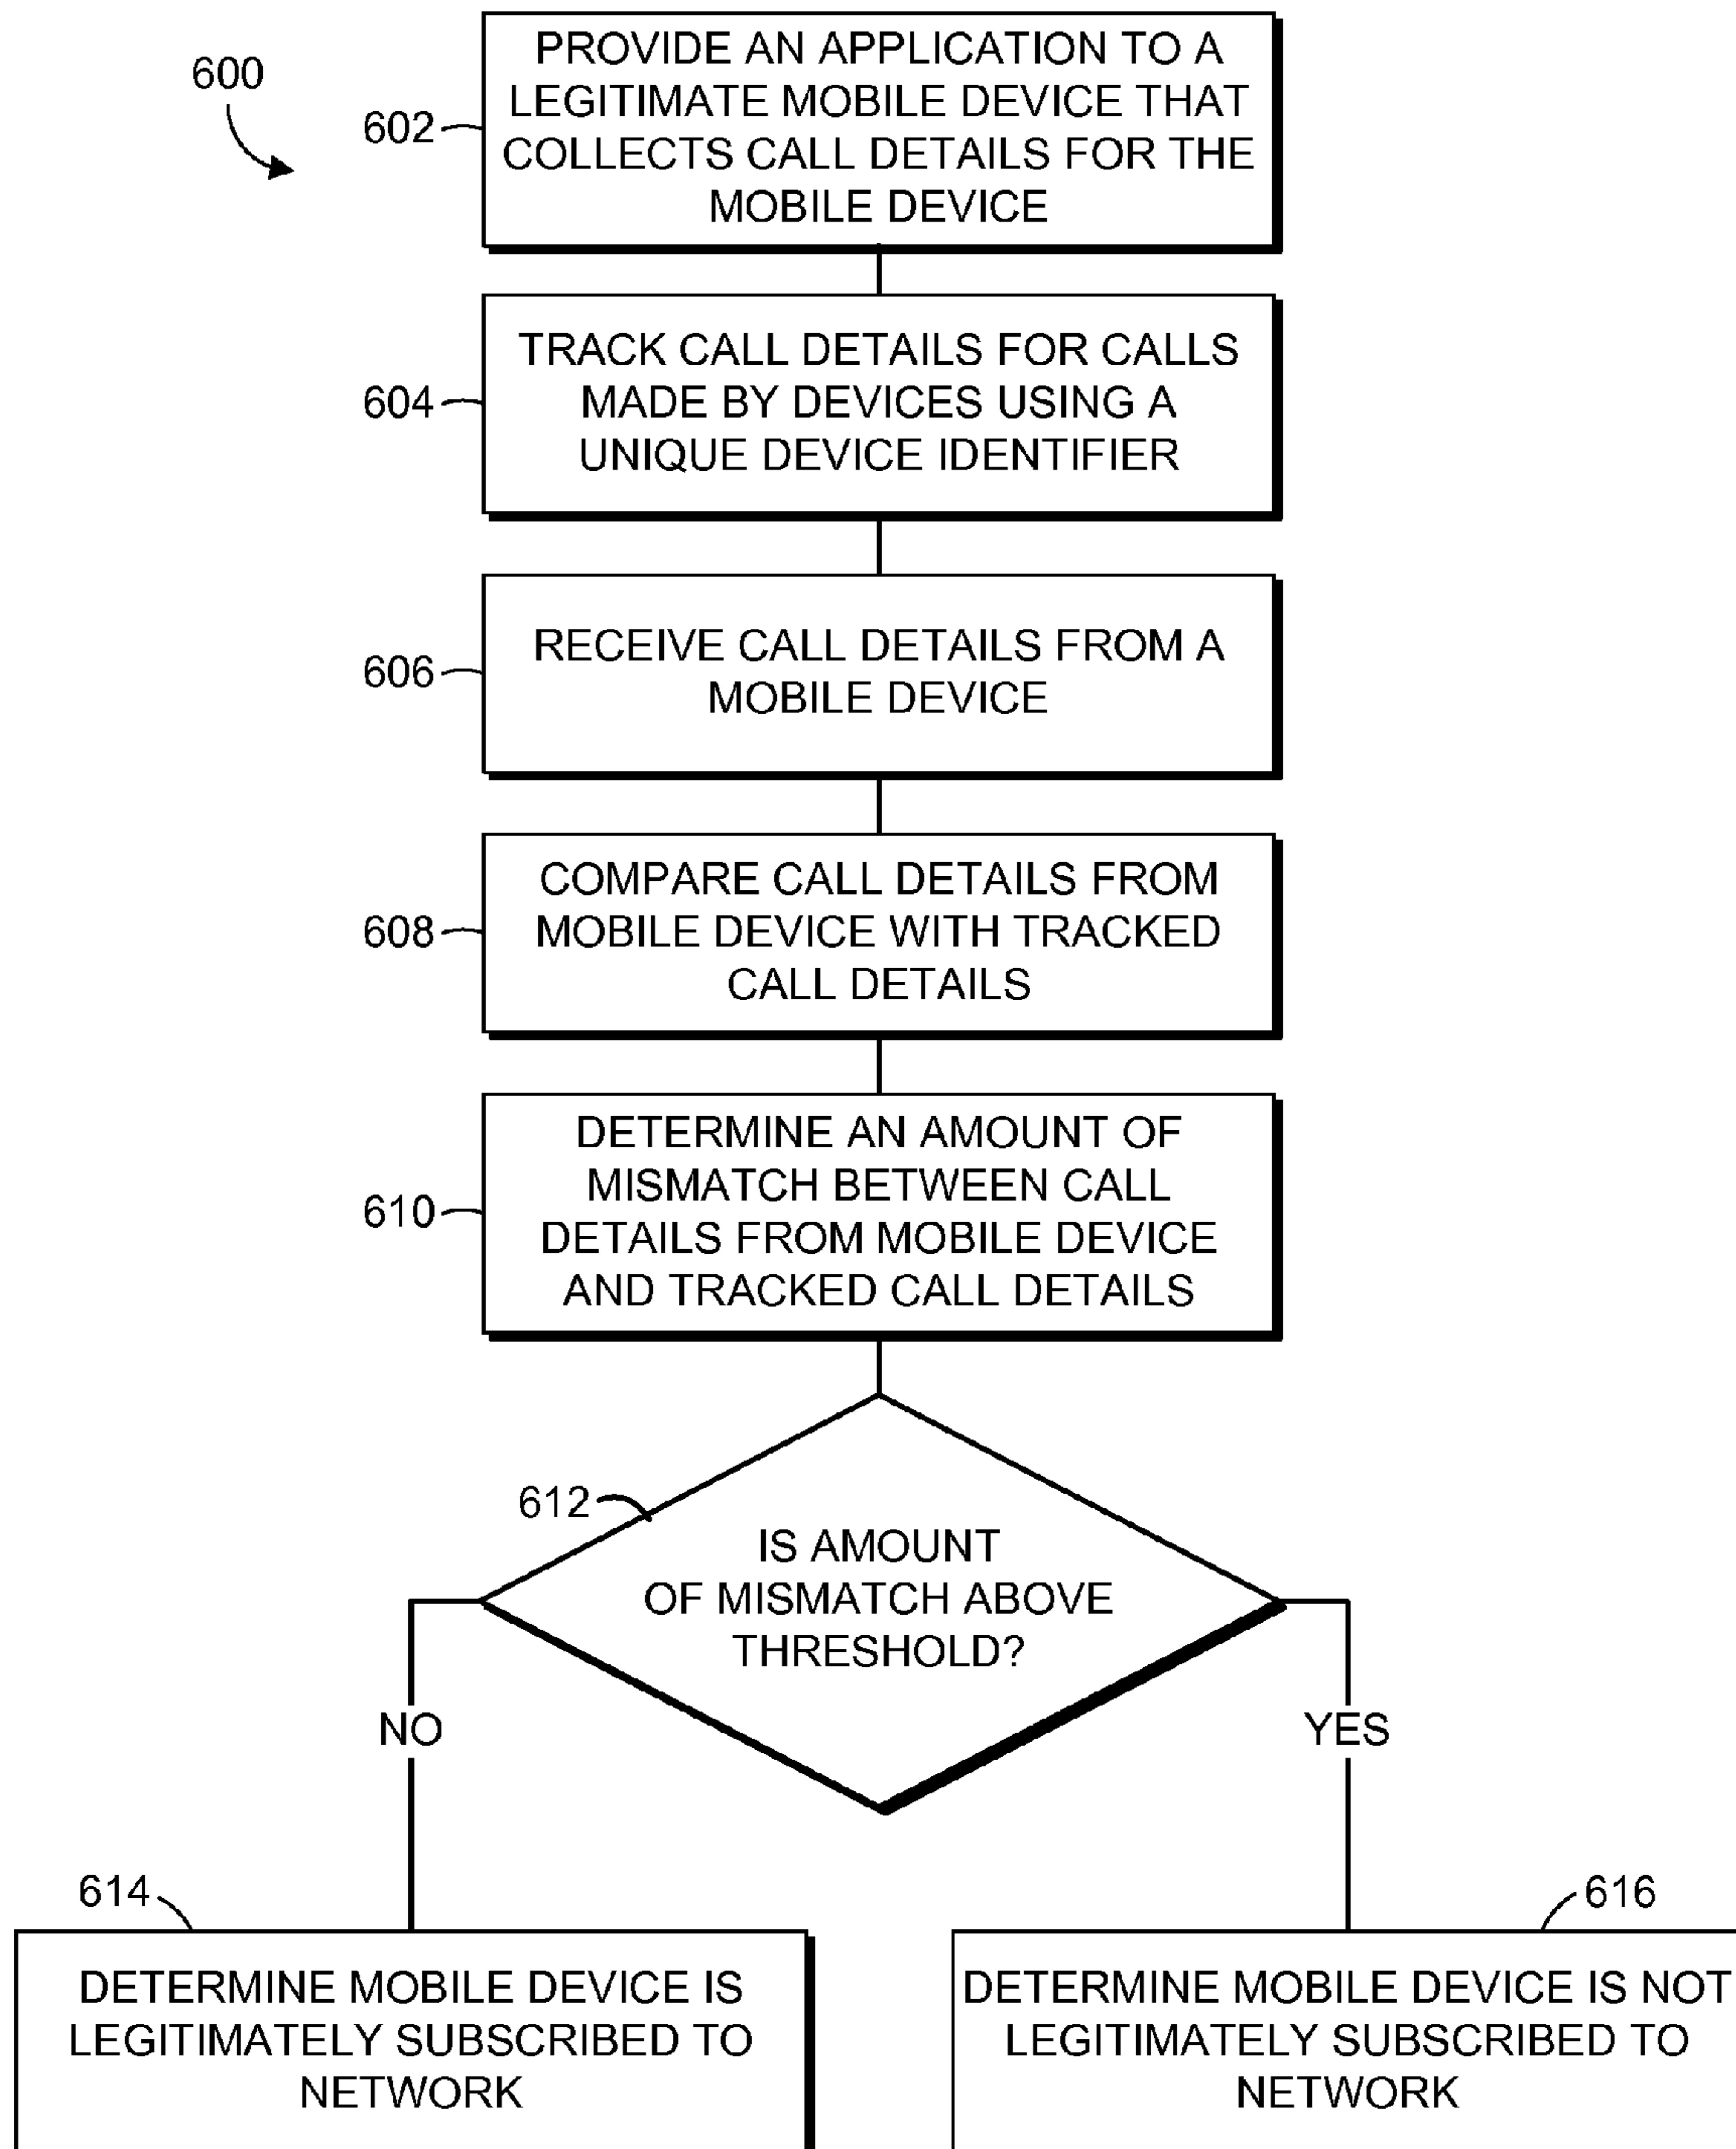 600
602
PROVIDE AN APPLICATION TO A
LEGITIMATE MOBILE DEVICE THAT
COLLECTS CALL DETAILS FOR THE
MOBILE DEVICE
604
TRACK CALL DETAILS FOR CALLS
MADE BY DEVICES USING A
UNIQUE DEVICE IDENTIFIER
606
RECEIVE CALL DETAILS FROM A
MOBILE DEVICE
608
COMPARE CALL DETAILS FROM
MOBILE DEVICE WITH TRACKED
CALL DETAILS
610
DETERMINE AN AMOUNT OF
MISMATCH BETWEEN CALL
DETAILS FROM MOBILE DEVICE
AND TRACKED CALL DETAILS
612
IS AMOUNT
OF MISMATCH ABOVE
THRESHOLD?
NO
YES
614
DETERMINE MOBILE DEVICE IS
LEGITIMATELY SUBSCRIBED TO
NETWORK
616
DETERMINE MOBILE DEVICE IS NOT
LEGITIMATELY SUBSCRIBED TO
NETWORK